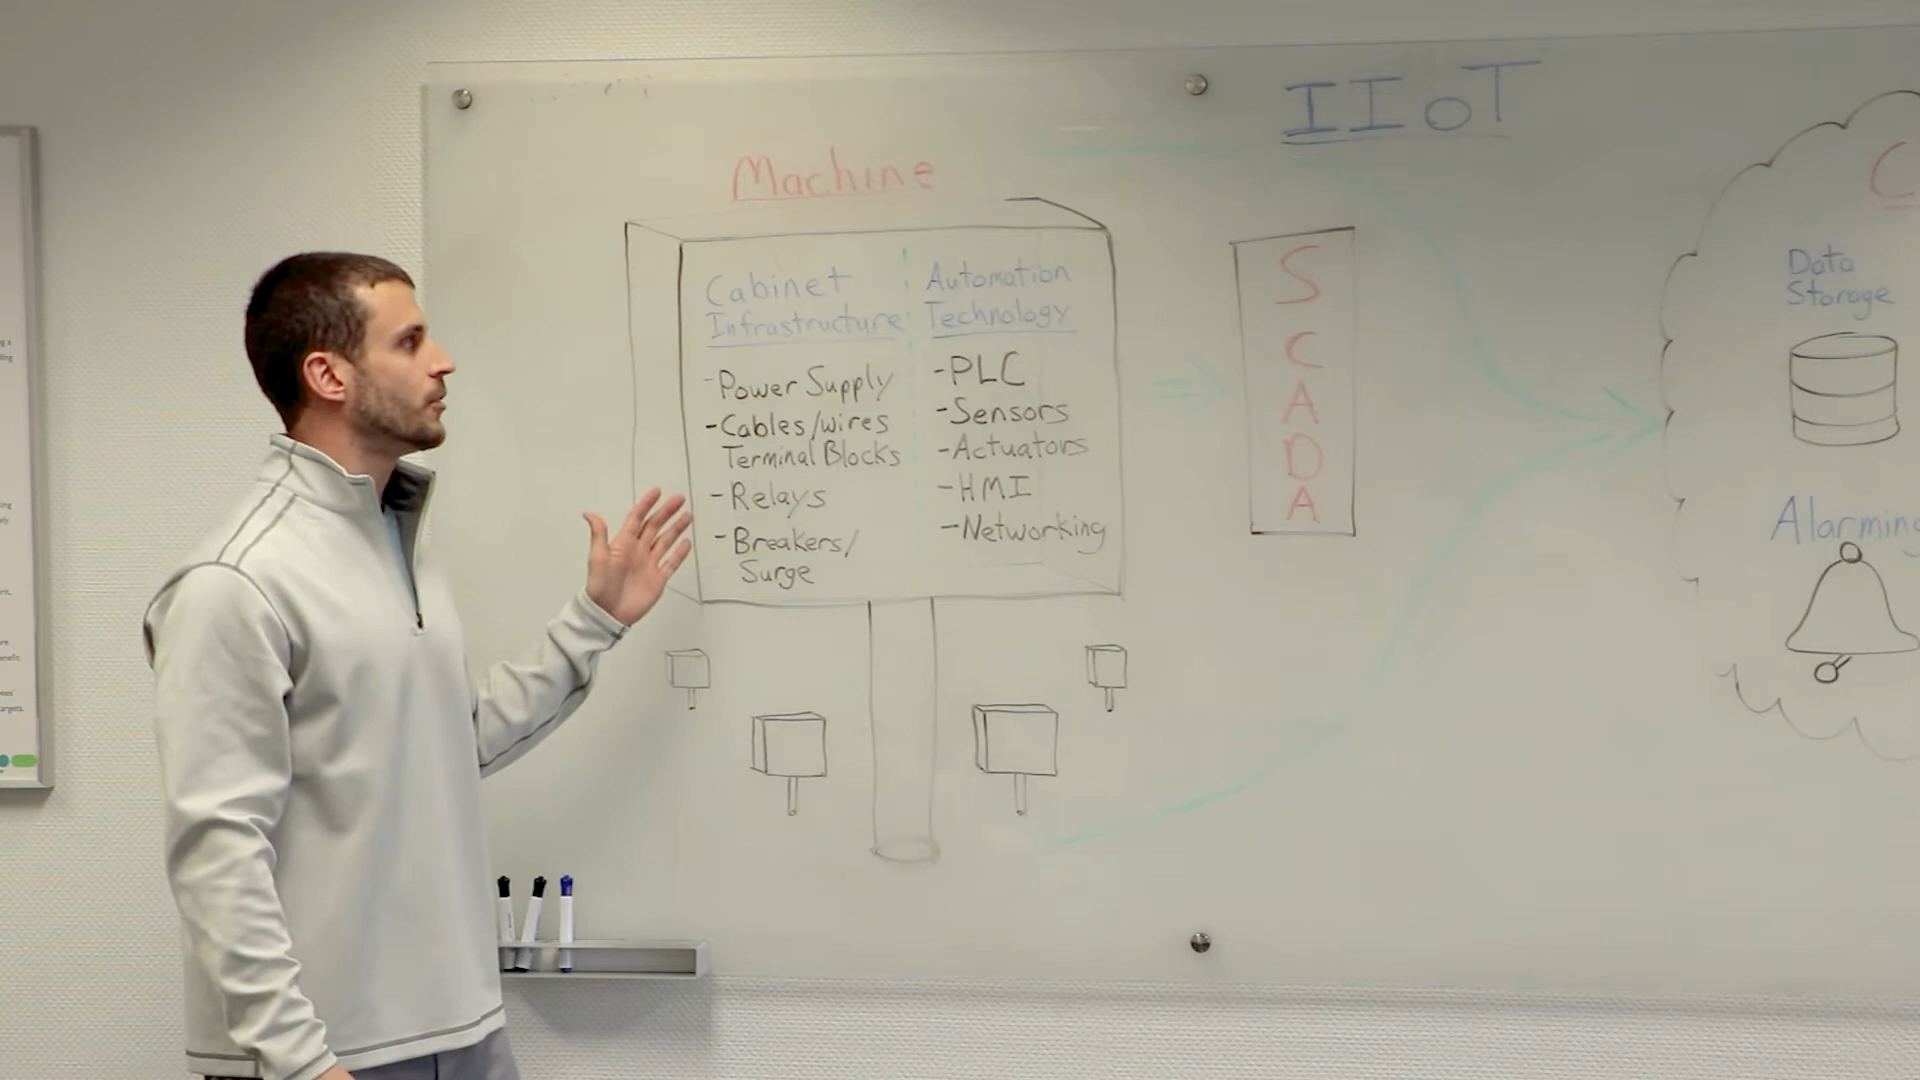 IIoT
Machine
Cabinet
Infrastructure
-Power Supply
-Cables/wires
Terminal Blocks
-Relays
-Breakers/
Surge
Automation
Technology
-PLC
-Sensors
-Actuators
-HMI
-Networking
S
C
A
D
A
C
Data
Storage
Alarming